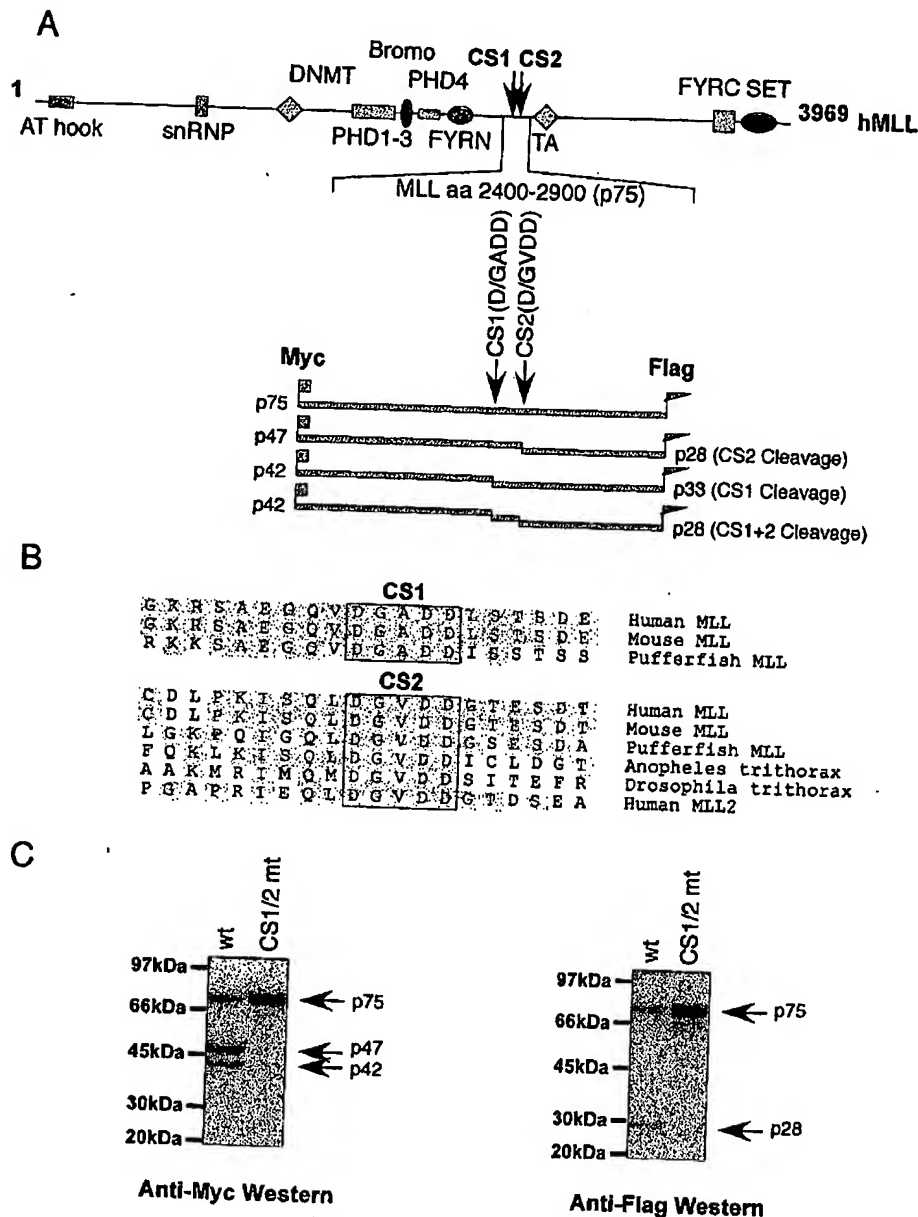 A
Bromo CS1 CS2
DNMT PHD4 FYRC SET
1 3969 hMLL
AT hook snRNP PHD1-3 FYRN TA
MLL aa 2400-2900 (p75)
CS1(D/GADD)
CS2(D/GVDD)
Myc Flag
p75
p47 p28 (CS2 Cleavage)
p42 p33 (CS1 Cleavage)
p42 p28 (CS1+2 Cleavage)
B
CS1
G K R S A E G Q V D G A D D L S T S D E Human MLL
G K R S A E G Q V D G A D D L S T S D E Mouse MLL
R K K S A E G Q V D G A D D I S S T S S Pufferfish MLL
CS2
C D L P K I S Q L D G V D D G T E S D T Human MLL
C D L P K I S Q L D G V D D G T E S D T Mouse MLL
L G K P Q I G Q L D G V D D G S E S D A Pufferfish MLL
F Q K L K I S Q L D G V D D I C L D G T Anopheles trithorax
A A K M R I M Q M D G V D D S I T E F R Drosophila trithorax
P G A P R I E Q L D G V D D G T D S E A Human MLL2
C
wt CS1/2 mt
97kDa
66kDa p75
45kDa p47
p42
30kDa
20kDa
Anti-Myc Western
wt CS1/2 mt
97kDa
66kDa p75
45kDa
30kDa p28
20kDa
Anti-Flag Western